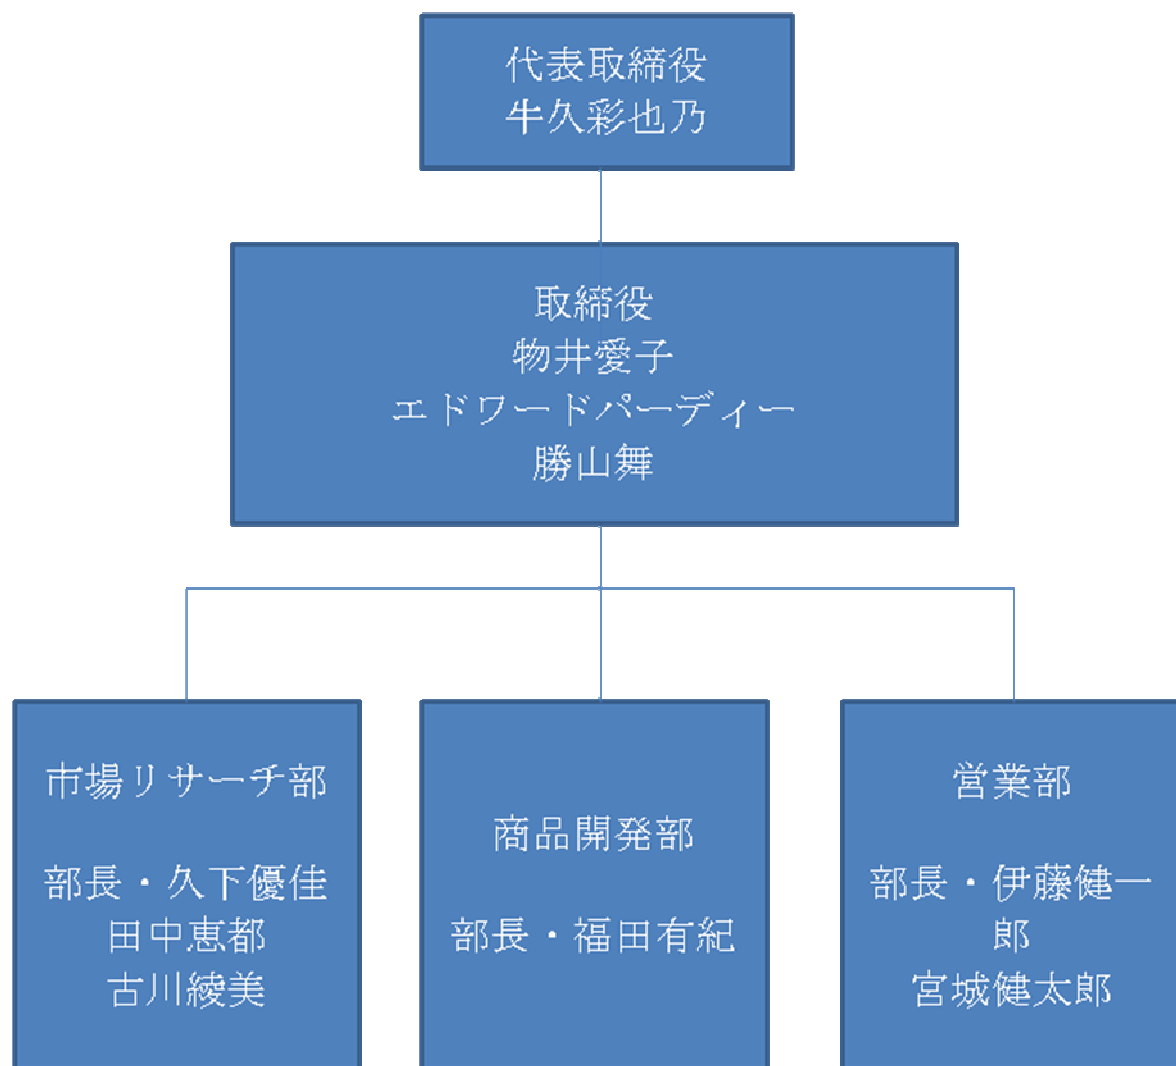 代表取締役
牛久彩也乃
取締役
物井愛子
エドワードパーディー
勝山舞
市場リサーチ部
部長・久下優佳
田中恵都
古川綾美
商品開発部
部長・福田有紀
営業部
部長・伊藤健一
郎
宮城健太郎